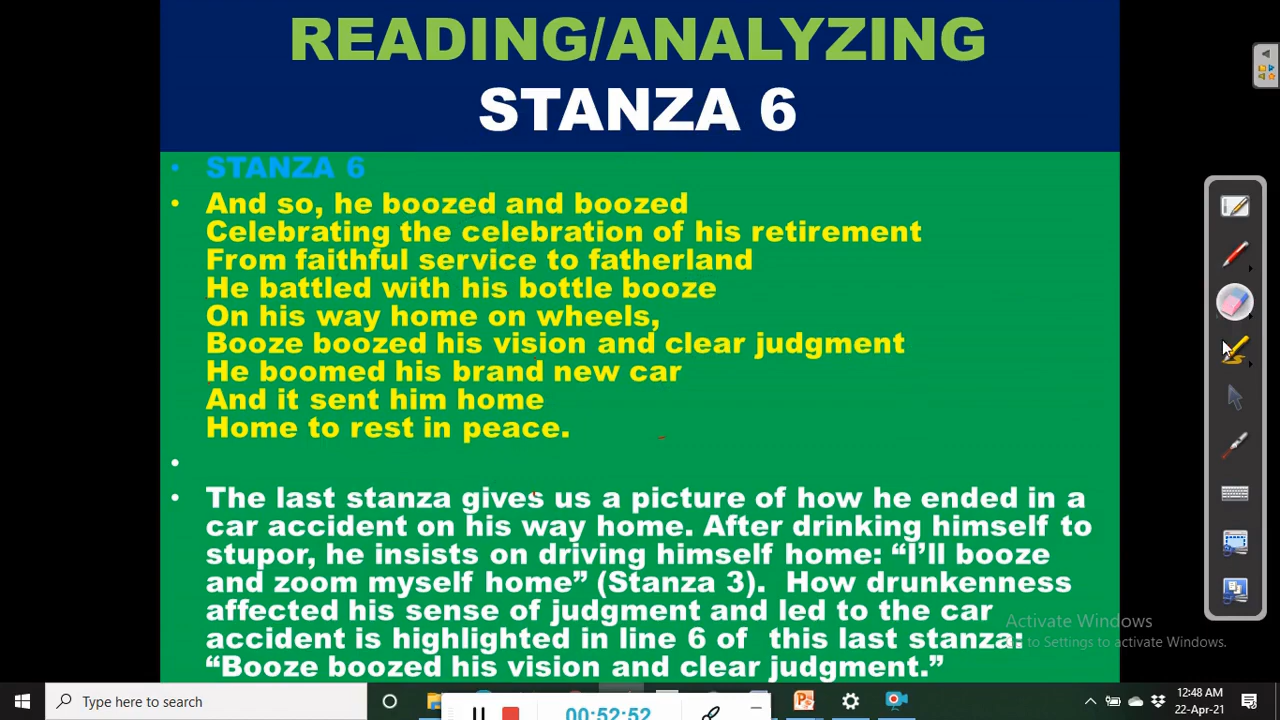 READING/ANALYZING
STANZA 6
• STANZA 6
• And so, he boozed and boozed
Celebrating the celebration of his retirement
From faithful service to fatherland
He battled with his bottle booze
On his way home on wheels,
Booze boozed his vision and clear judgment
He boomed his brand new car
And it sent him home
Home to rest in peace.
•
• The last stanza gives us a picture of how he ended in a
car accident on his way home. After drinking himself to
stupor, he insists on driving himself home: “I’ll booze
and zoom myself home” (Stanza 3).  How drunkenness
affected his sense of judgment and led to the car
accident is highlighted in line 6 of  this last stanza:
“Booze boozed his vision and clear judgment.”
Activate Windows
to Settings to activate Windows.
Type here to search
00:52:52
12:48 AM
22-Apr-21